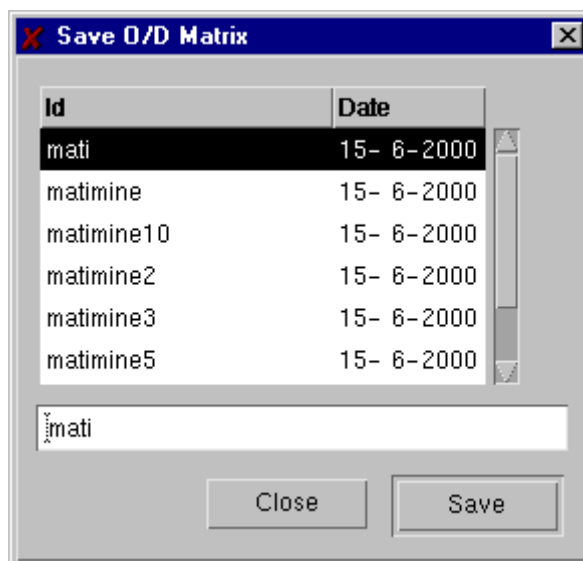 Save O/D Matrix
Id Date
mati 15- 6-2000
matimine 15- 6-2000
matimine10 15- 6-2000
matimine2 15- 6-2000
matimine3 15- 6-2000
matimine5 15- 6-2000
mati
Close Save